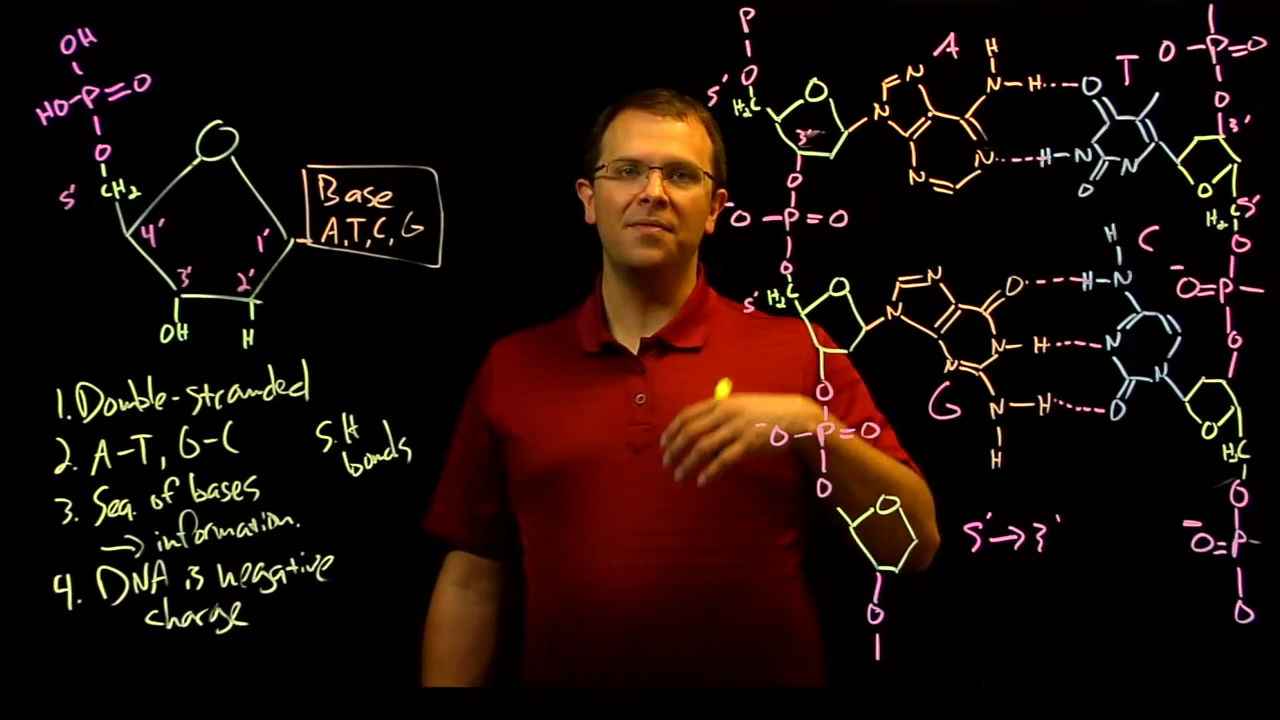 OH
HO-P=O
O
5' CH2
O
4' 1'
3' 2'
OH H
Base
A,T,C,G
1. Double-stranded
2. A-T, G-C
3. Seq. of bases
→ information.
4. DNA is negative
charge
5. H
bonds
P
O
5' H2C
O
3'
O
-O-P=O
O
5' H2C
O
O
-O-P=O
O
O
O
A
N N
N N
H
N-H
N
G
N N
O
N-H
N
N-H
H
T
O
H-N
O N
C
H
H-N
N
O N
5'→3'
O-P=O
O
3'
O
5'
H2C
O
-O=P-
O
O
H2C
O
-O=P-
O